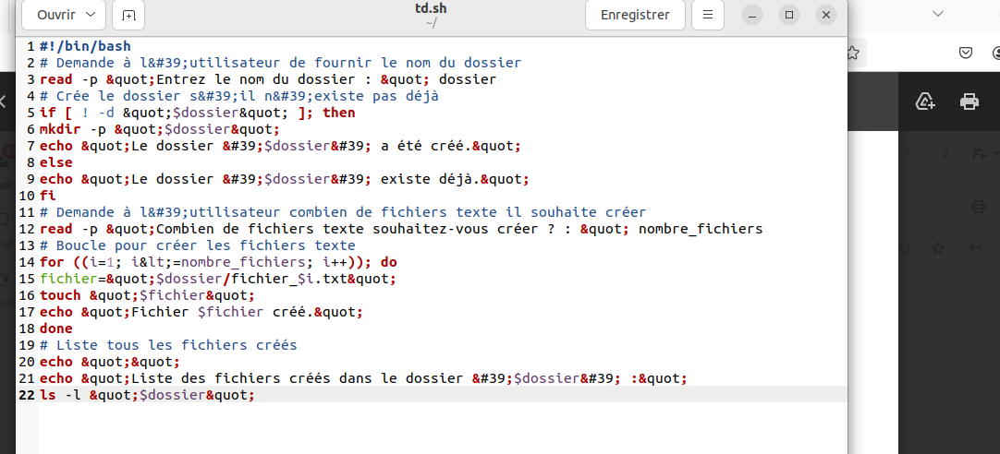 Ouvrir
td.sh
~/
Enregistrer
1 #!/bin/bash
2 # Demande à l&#39;utilisateur de fournir le nom du dossier
3 read -p &quot;Entrez le nom du dossier : &quot; dossier
4 # Crée le dossier s&#39;il n&#39;existe pas déjà
5 if [ ! -d &quot;$dossier&quot; ]; then
6 mkdir -p &quot;$dossier&quot;
7 echo &quot;Le dossier &#39;$dossier&#39; a été créé.&quot;
8 else
9 echo &quot;Le dossier &#39;$dossier&#39; existe déjà.&quot;
10 fi
11 # Demande à l&#39;utilisateur combien de fichiers texte il souhaite créer
12 read -p &quot;Combien de fichiers texte souhaitez-vous créer ? : &quot; nombre_fichiers
13 # Boucle pour créer les fichiers texte
14 for ((i=1; i&lt;=nombre_fichiers; i++)); do
15 fichier=&quot;$dossier/fichier_$i.txt&quot;
16 touch &quot;$fichier&quot;
17 echo &quot;Fichier $fichier créé.&quot;
18 done
19 # Liste tous les fichiers créés
20 echo &quot;&quot;
21 echo &quot;Liste des fichiers créés dans le dossier &#39;$dossier&#39; :&quot;
22 ls -l &quot;$dossier&quot;
Fr